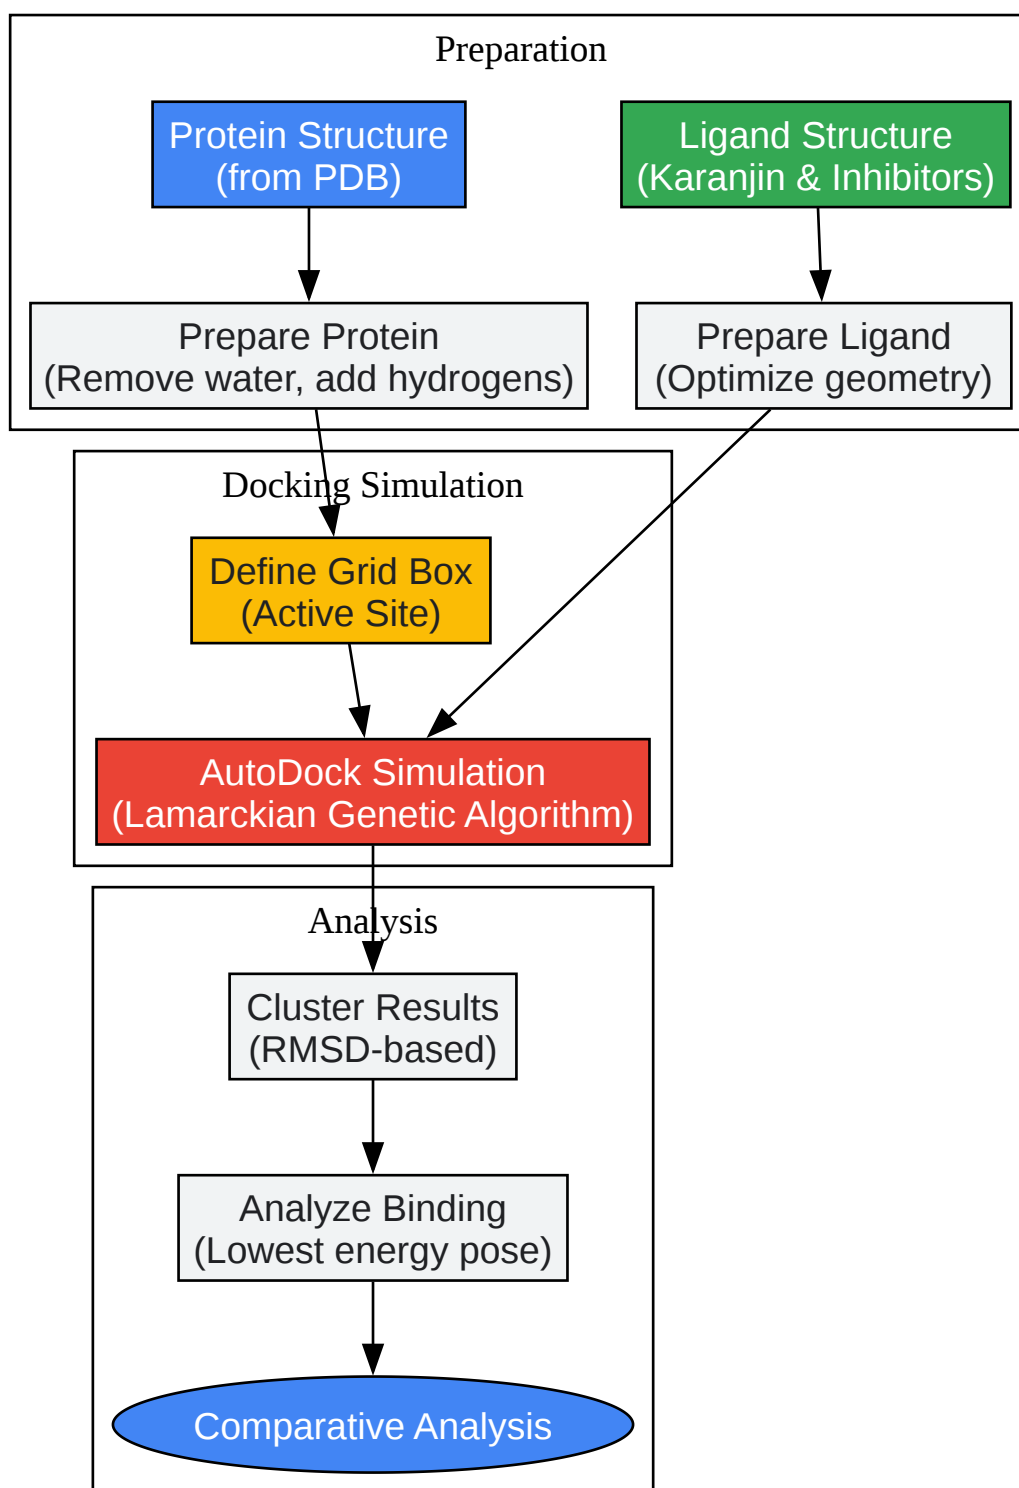 Preparation
Protein Structure
(from PDB)
Ligand Structure
(Karanjin & Inhibitors)
Prepare Protein
(Remove water, add hydrogens)
Prepare Ligand
(Optimize geometry)
Docking Simulation
Define Grid Box
(Active Site)
AutoDock Simulation
(Lamarckian Genetic Algorithm)
Analysis
Cluster Results
(RMSD-based)
Analyze Binding
(Lowest energy pose)
Comparative Analysis